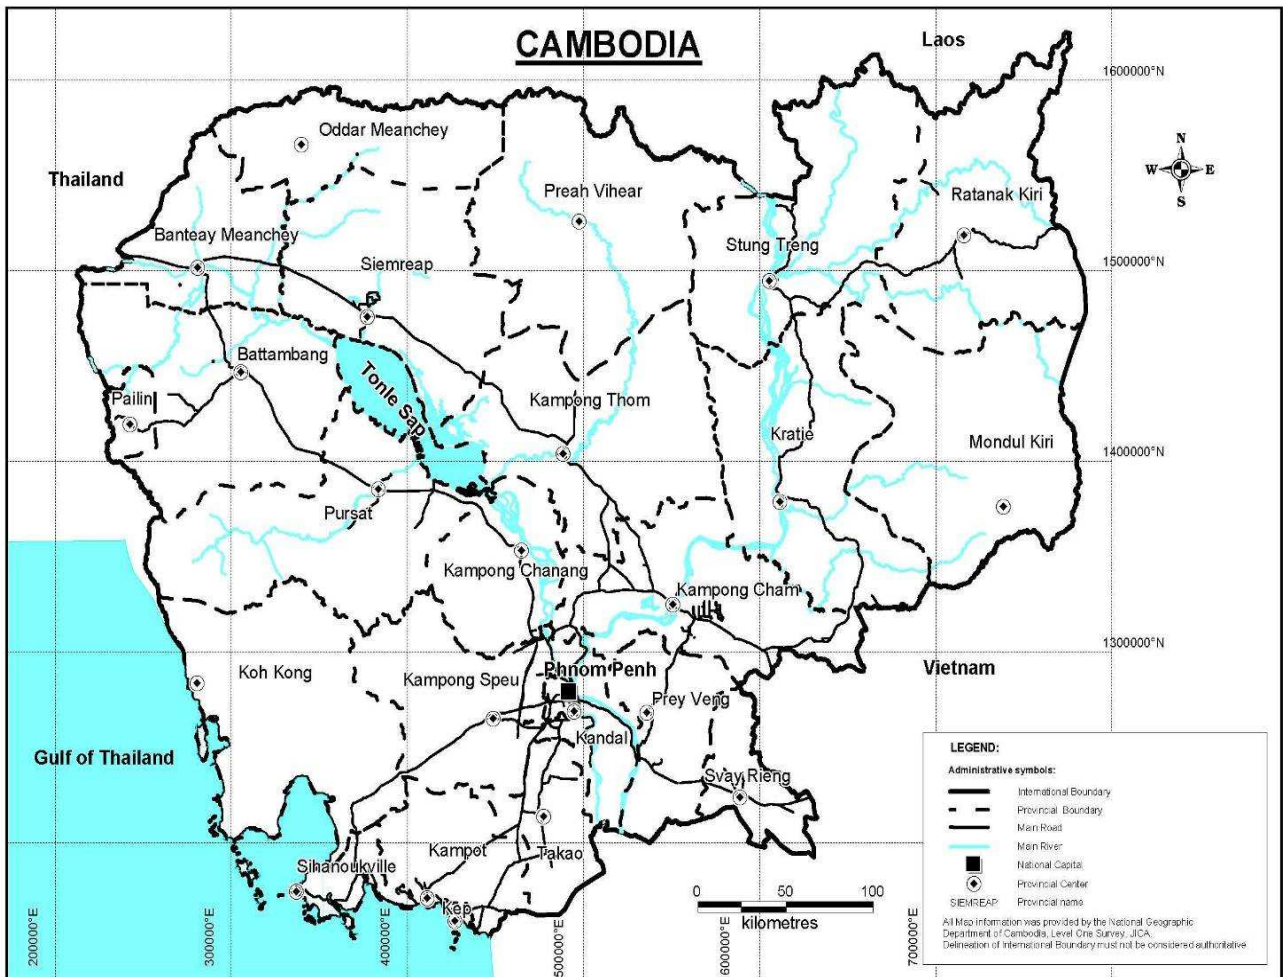 CAMBODIA
Laos
1600000°N
Oddar Meanchey
Thailand
N
W E
S
Preah Vihear
Ratanak Kiri
Banteay Meanchey
Stung Treng
Siemreap
1500000°N
Battambang
Tonle Sap
Pailin
Kampong Thom
Kratie
Mondul Kiri
1400000°N
Pursat
Kampong Chanang
Kampong Cham
1300000°N
Koh Kong
Kampong Speu
Phnom Penh
Vietnam
Prey Veng
Kandal
Gulf of Thailand
Svay Rieng
Kampot
Takao
Sihanoukville
Kep
0 50 100
kilometres
200000°E
300000°E
400000°E
500000°E
600000°E
700000°E
LEGEND:
Administrative symbols:
International Boundary
Provincial Boundary
Main Road
Main River
National Capital
Provincial Center
SIEMREAP Provincial name
All Map information was provided by the National Geographic
Department of Cambodia, Level One Survey, JICA,
Delineation of International Boundary must not be considered authoritative